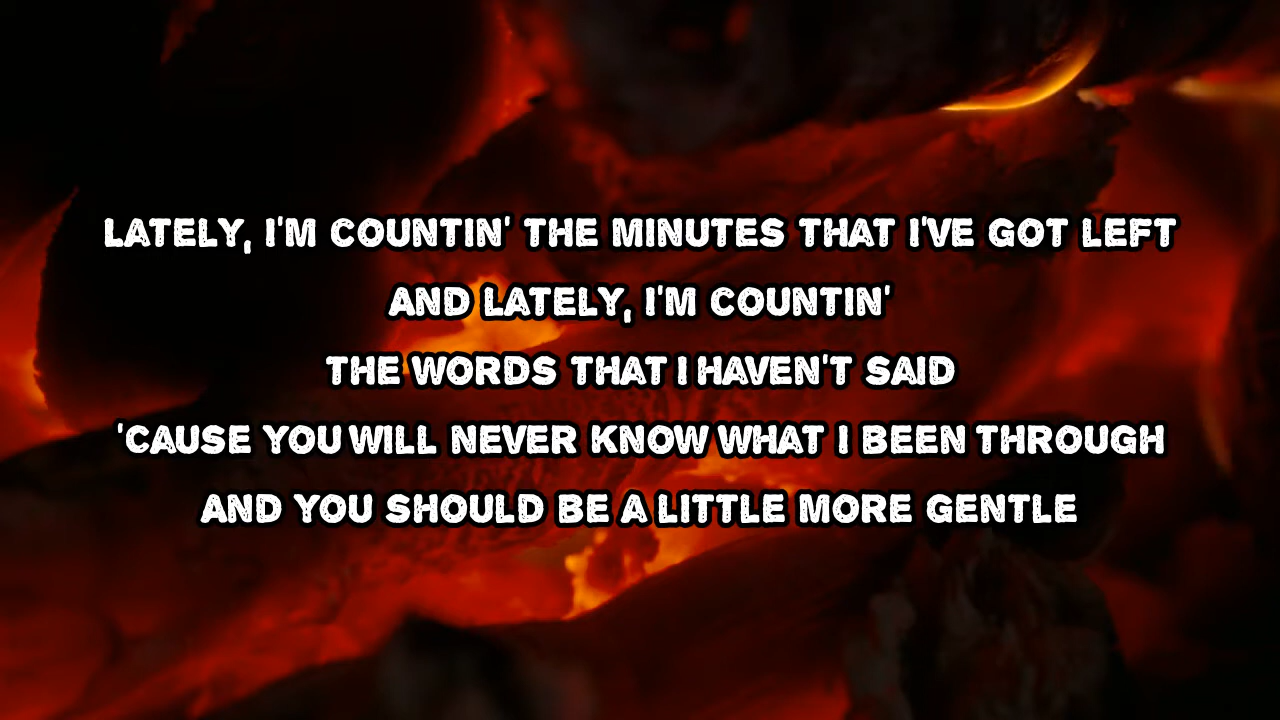 LATELY, I'M COUNTIN' THE MINUTES THAT I'VE GOT LEFT
AND LATELY, I'M COUNTIN'
THE WORDS THAT I HAVEN'T SAID
'CAUSE YOU WILL NEVER KNOW WHAT I BEEN THROUGH
AND YOU SHOULD BE A LITTLE MORE GENTLE